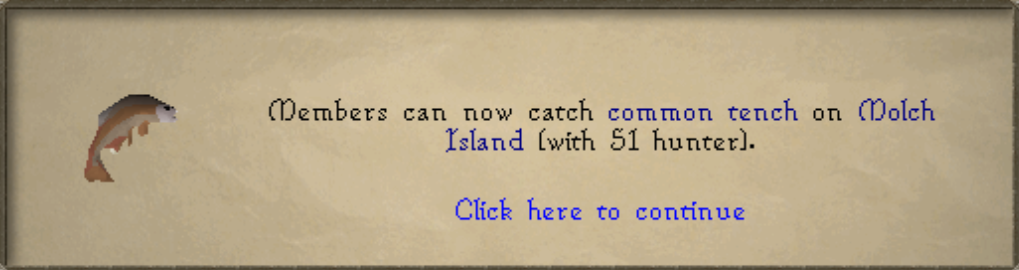 Members can now catch common tench on Molch
Island (with 51 hunter).
Click here to continue